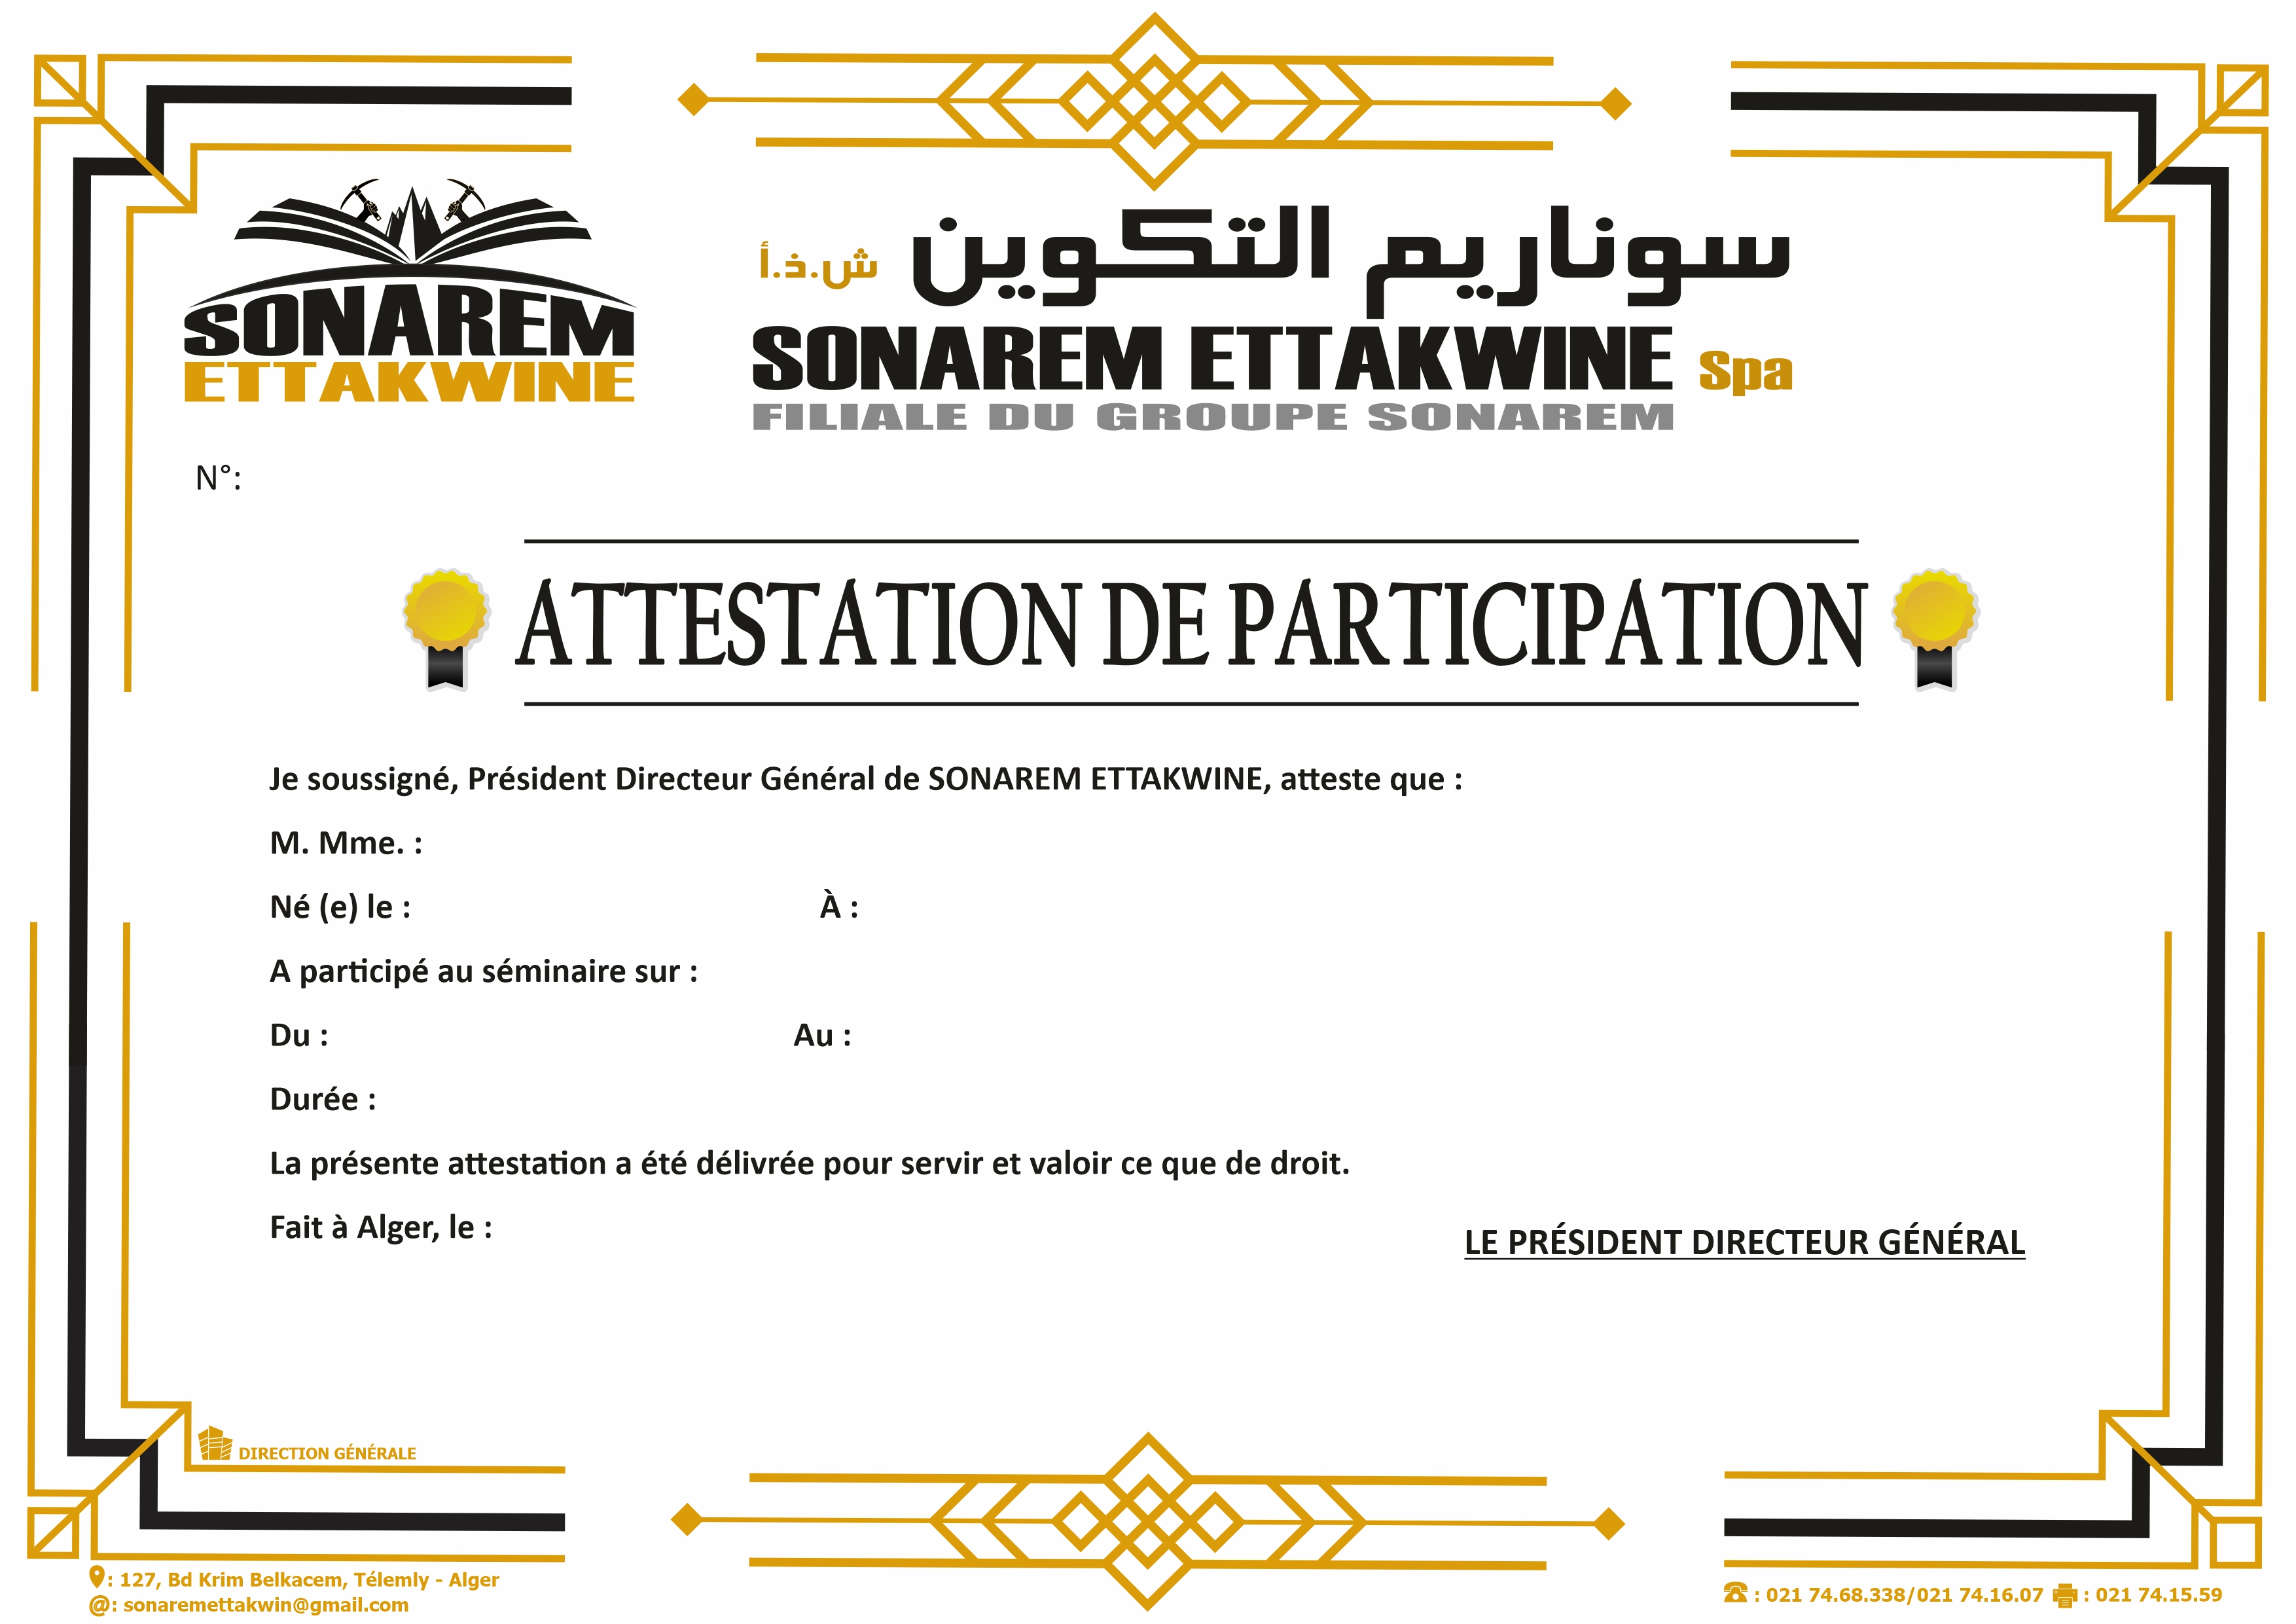 SONAREM
ETTAKWINE
سوناريم التكوين ش.ذ.أ
SONAREM ETTAKWINE Spa
FILIALE DU GROUPE SONAREM
N°:
ATTESTATION DE PARTICIPATION
Je soussigné, Président Directeur Général de SONAREM ETTAKWINE, atteste que :
M. Mme. :
Né (e) le : À :
A participé au séminaire sur :
Du : Au :
Durée :
La présente attestation a été délivrée pour servir et valoir ce que de droit.
Fait à Alger, le :
LE PRÉSIDENT DIRECTEUR GÉNÉRAL
DIRECTION GÉNÉRALE
: 127, Bd Krim Belkacem, Télemly - Alger
@: sonaremettakwin@gmail.com
: 021 74.68.338/021 74.16.07 : 021 74.15.59